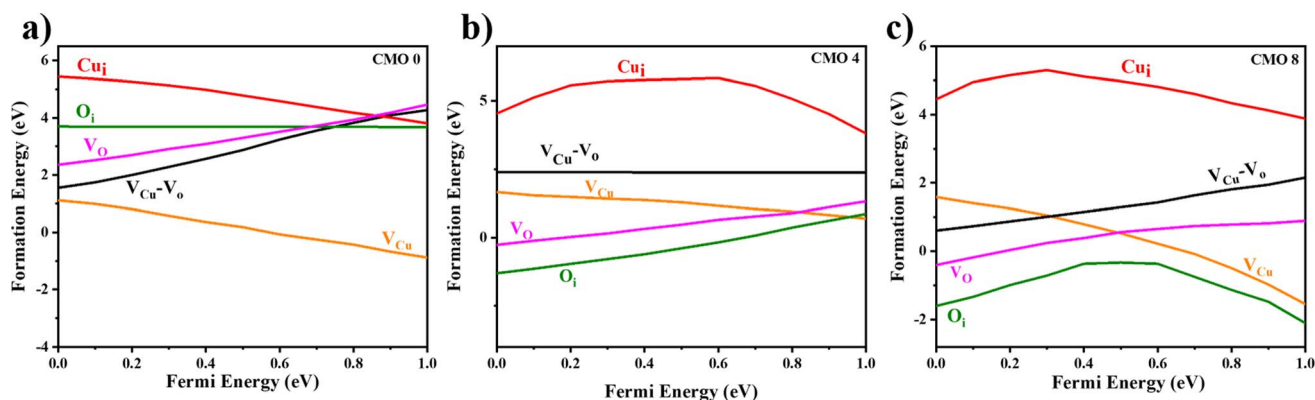 a)
CMO 0
Formation Energy (eV)
6
4
2
0
-2
-4
Cui
Oi
VO
VCu-Vo
VCu
0.0 0.2 0.4 0.6 0.8 1.0
Fermi Energy (eV)
b)
CMO 4
Formation Energy (eV)
5
0
Cui
VCu-Vo
VCu
VO
Oi
0.0 0.2 0.4 0.6 0.8 1.0
Fermi Energy (eV)
c)
CMO 8
Formation Energy (eV)
8
6
4
2
0
-2
Cui
VCu-Vo
VO
VCu
Oi
0.0 0.2 0.4 0.6 0.8 1.0
Fermi Energy (eV)